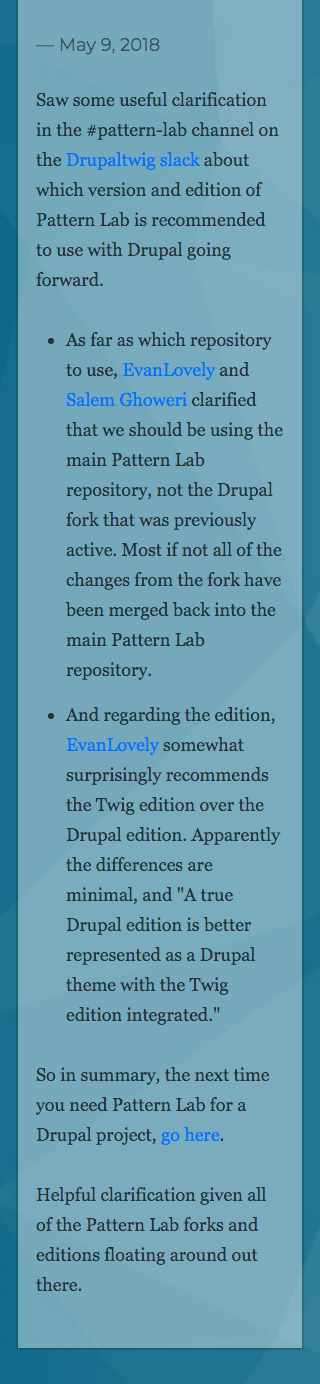 — May 9, 2018
Saw some useful clarification
in the #pattern-lab channel on
the Drupaltwig slack about
which version and edition of
Pattern Lab is recommended
to use with Drupal going
forward.
• As far as which repository
to use, EvanLovely and
Salem Ghoweri clarified
that we should be using the
main Pattern Lab
repository, not the Drupal
fork that was previously
active. Most if not all of the
changes from the fork have
been merged back into the
main Pattern Lab
repository.
• And regarding the edition,
EvanLovely somewhat
surprisingly recommends
the Twig edition over the
Drupal edition. Apparently
the differences are
minimal, and "A true
Drupal edition is better
represented as a Drupal
theme with the Twig
edition integrated."
So in summary, the next time
you need Pattern Lab for a
Drupal project, go here.
Helpful clarification given all
of the Pattern Lab forks and
editions floating around out
there.